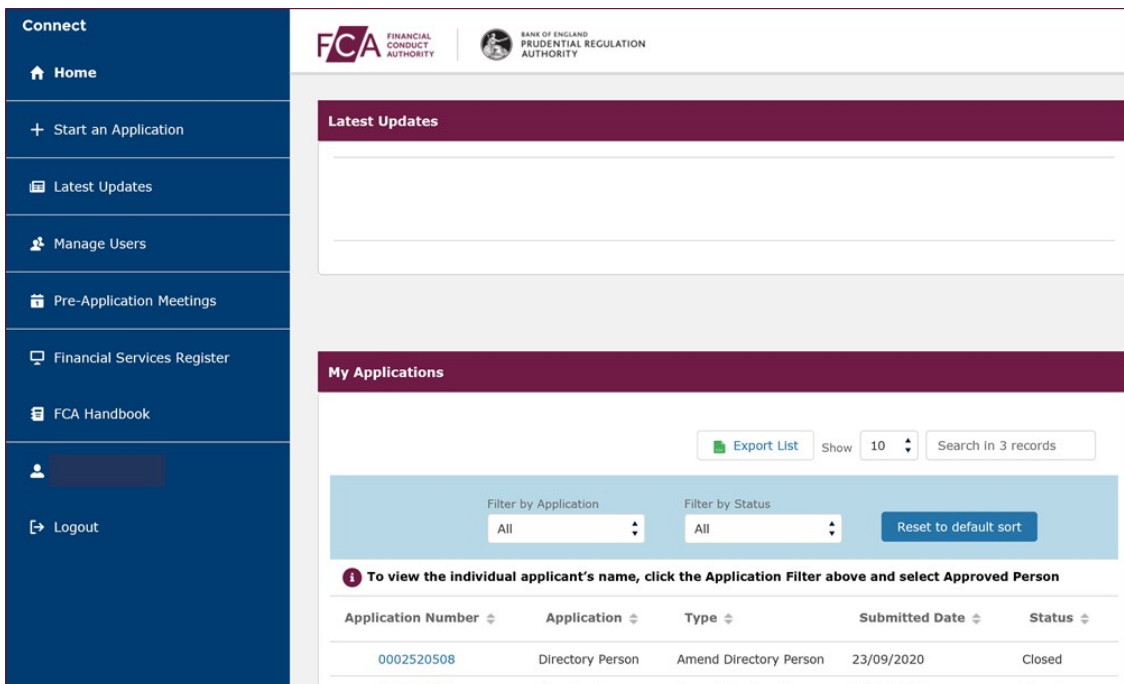 Connect
Home
Start an Application
Latest Updates
Manage Users
Pre-Application Meetings
Financial Services Register
FCA Handbook
Logout
FCA FINANCIAL
CONDUCT
AUTHORITY
BANK OF ENGLAND
PRUDENTIAL REGULATION
AUTHORITY
Latest Updates
My Applications
Export List Show 10 Search in 3 records
Filter by Application Filter by Status
All All Reset to default sort
To view the individual applicant’s name, click the Application Filter above and select Approved Person
Application Number Application Type Submitted Date Status
0002520508 Directory Person Amend Directory Person 23/09/2020 Closed